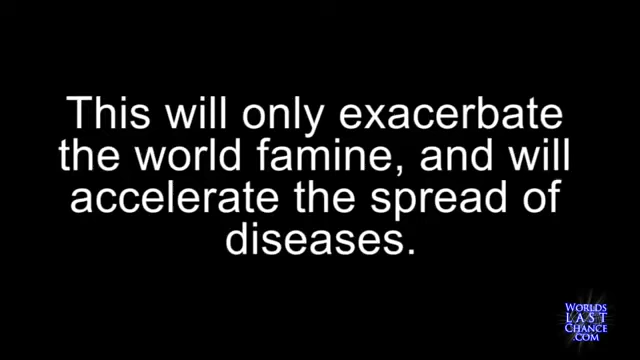 This will only exacerbate
the world famine, and will
accelerate the spread of
diseases.
WORLDS
LAST
CHANCE
.COM